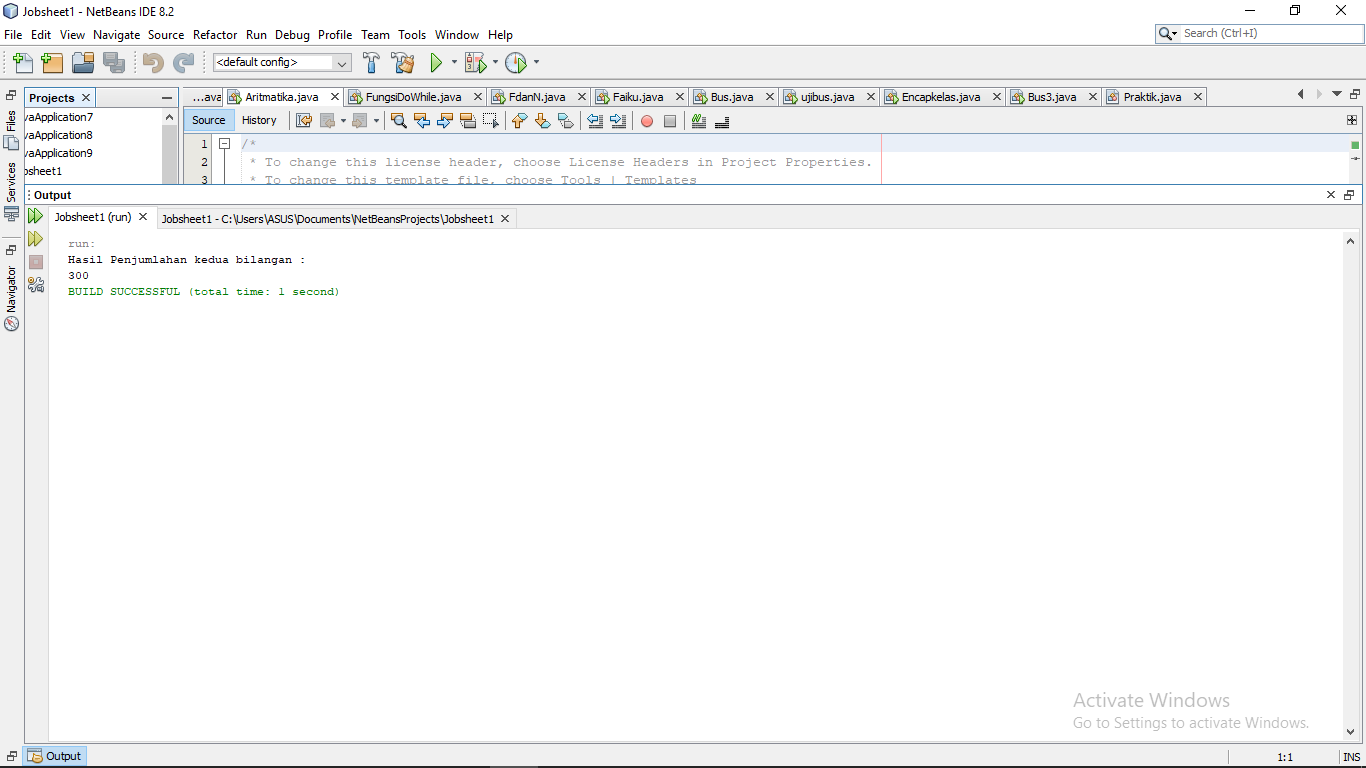 Jobsheet1 - NetBeans IDE 8.2
File Edit View Navigate Source Refactor Run Debug Profile Team Tools Window Help
Search (Ctrl+I)
<default config>
Projects
...ava Aritmatika.java FungsiDoWhile.java FdanN.java Faiku.java Bus.java ujibus.java Encapkelas.java Bus3.java Praktik.java
Files
Services
Navigator
vaApplication7
vaApplication8
vaApplication9
bsheet1
Source History
1 /*
2 * To change this license header, choose License Headers in Project Properties.
3 * To change this template file, choose Tools | Templates
Output
Jobsheet1 (run) Jobsheet1 - C:\Users\ASUS\Documents\NetBeansProjects\Jobsheet1
run:
Hasil Penjumlahan kedua bilangan :
300
BUILD SUCCESSFUL (total time: 1 second)
Activate Windows
Go to Settings to activate Windows.
Output
1:1 INS